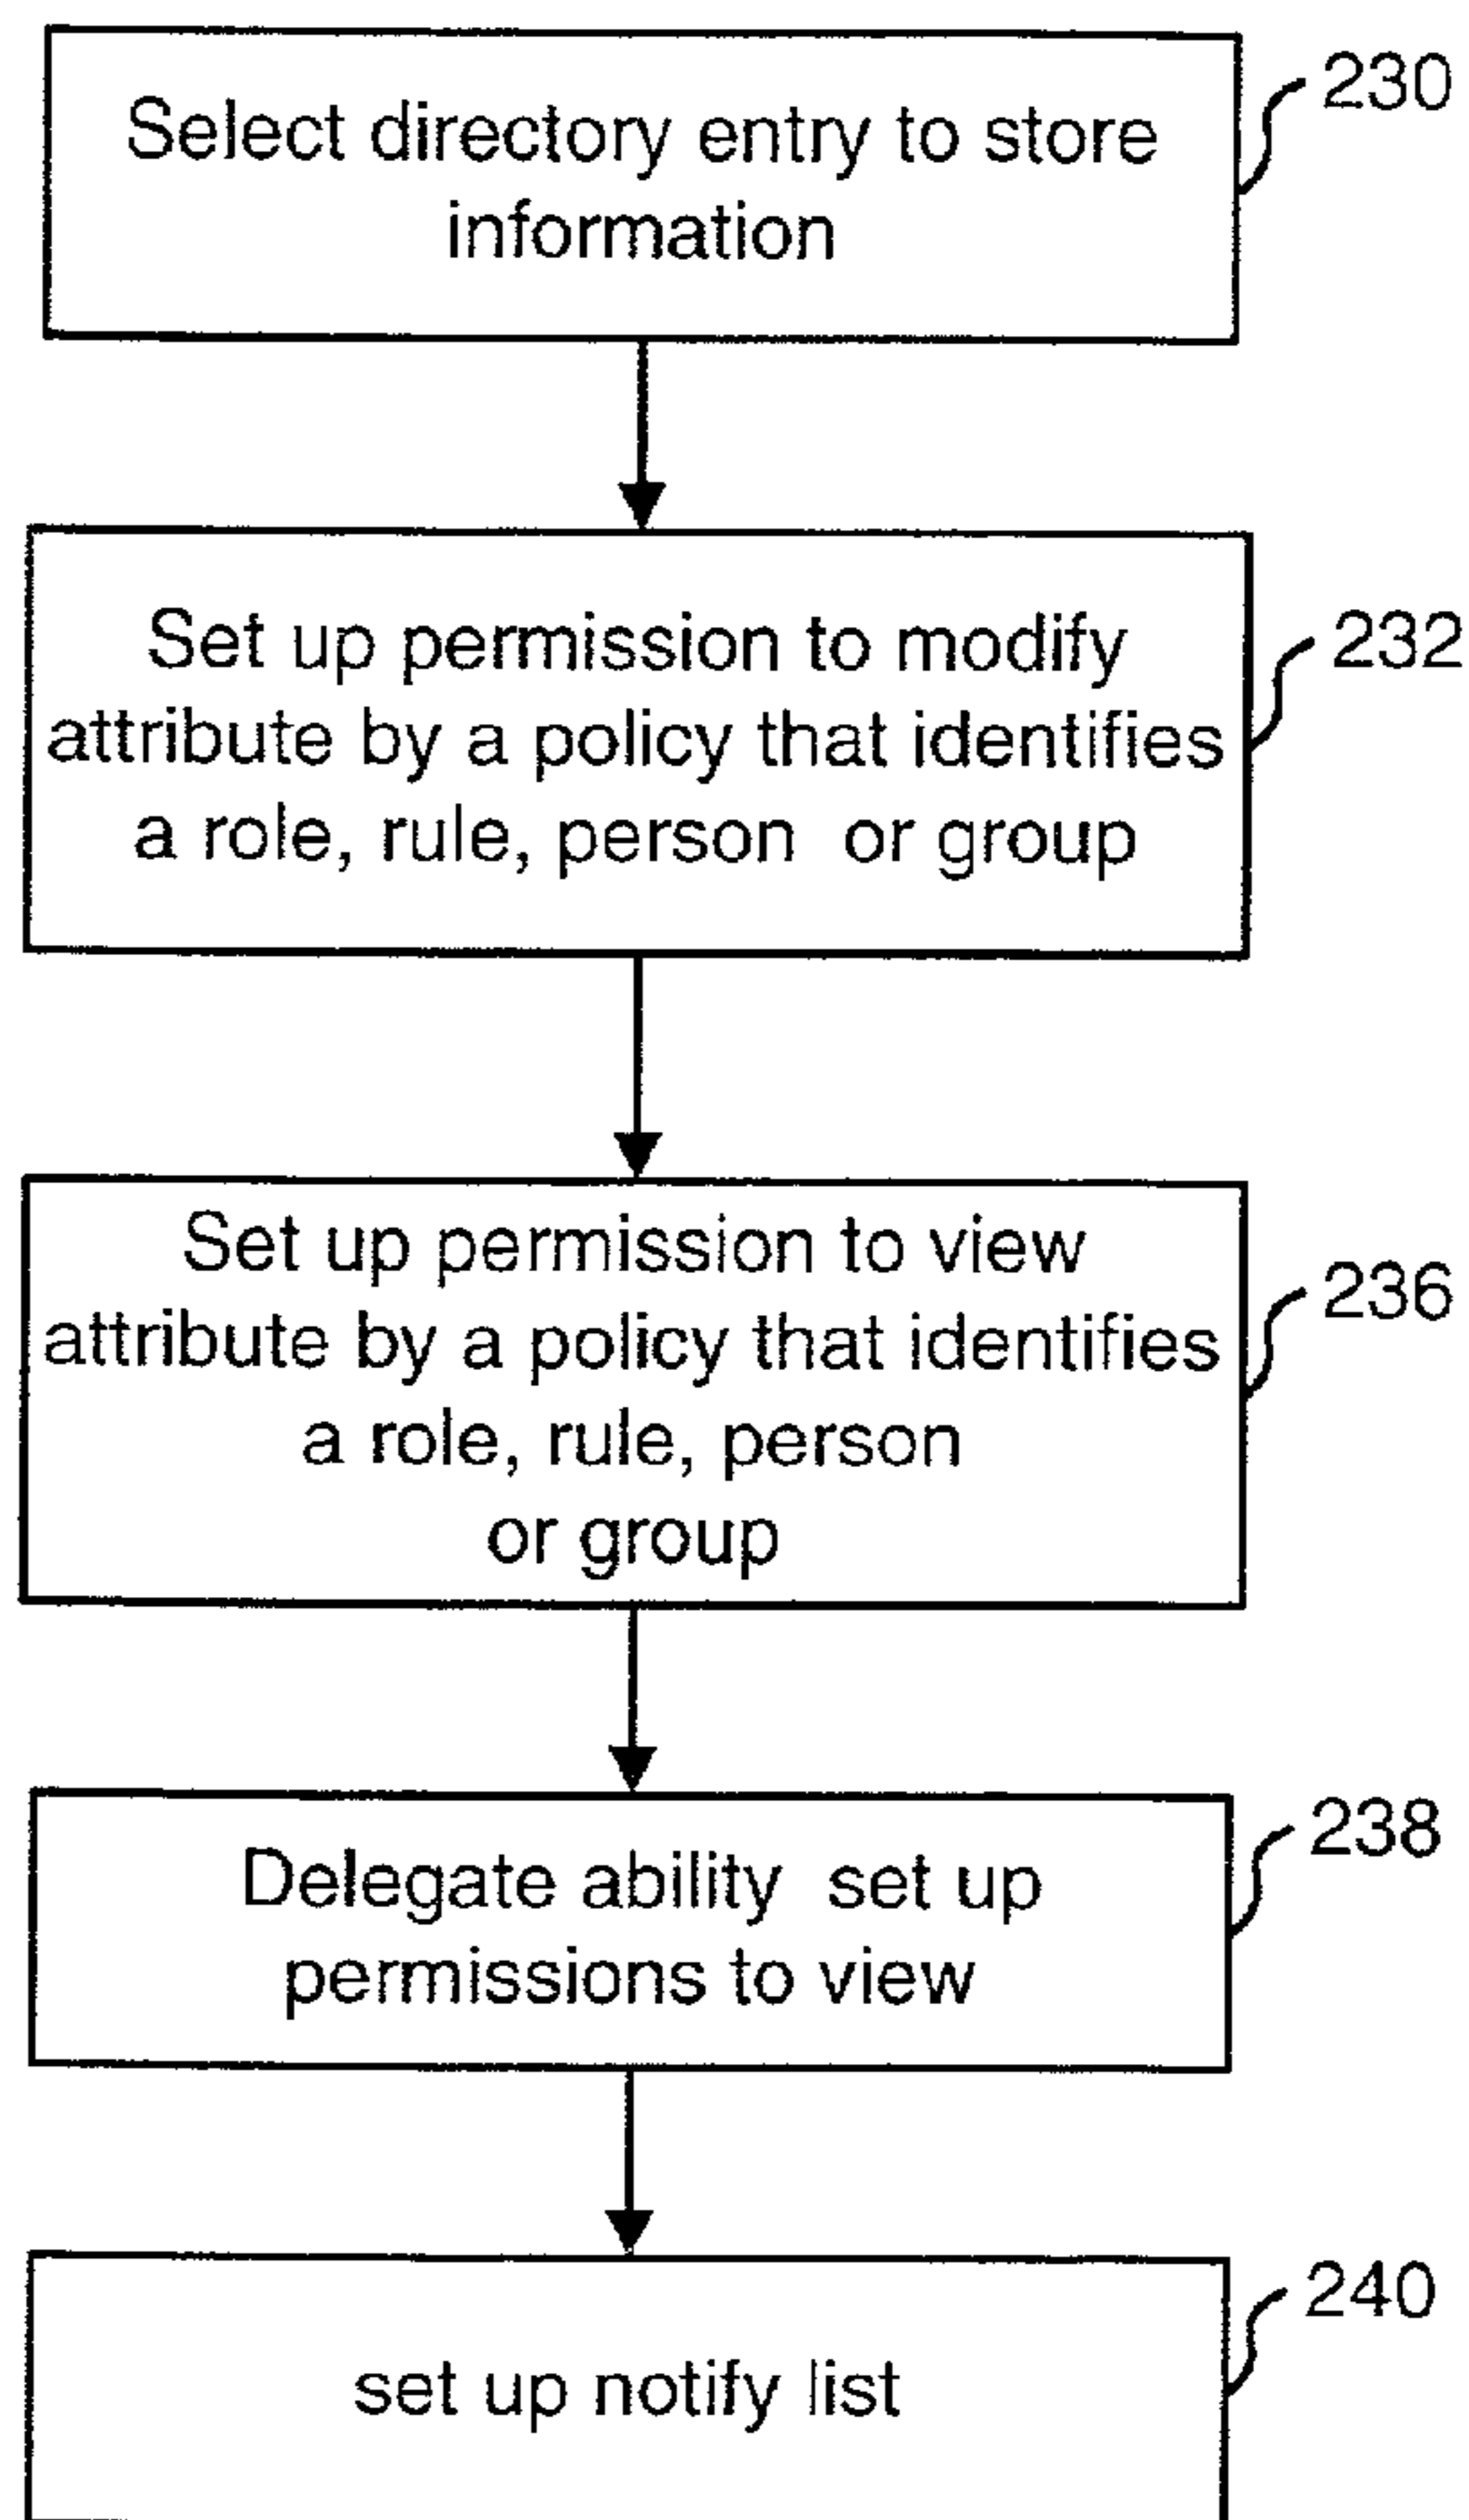 Select directory entry to store
information
230
Set up permission to modify
attribute by a policy that identifies
a role, rule, person or group
232
Set up permission to view
attribute by a policy that identifies
a role, rule, person
or group
236
Delegate ability set up
permissions to view
238
set up notify list
240